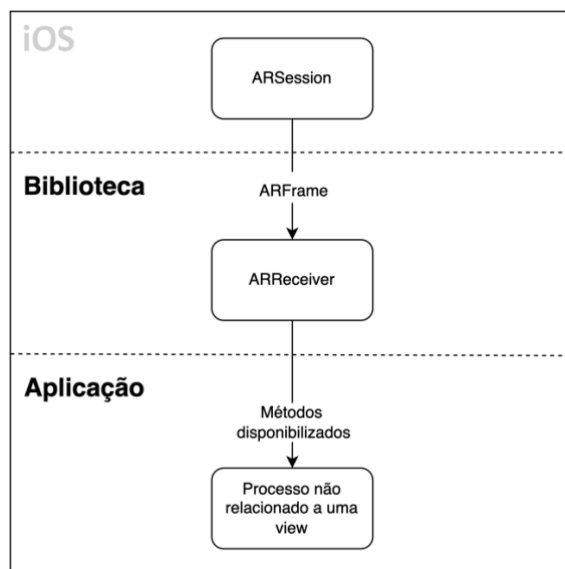 iOS
ARSession
Biblioteca
ARFrame
ARReceiver
Aplicação
Métodos
disponibilizados
Processo não
relacionado a uma
view